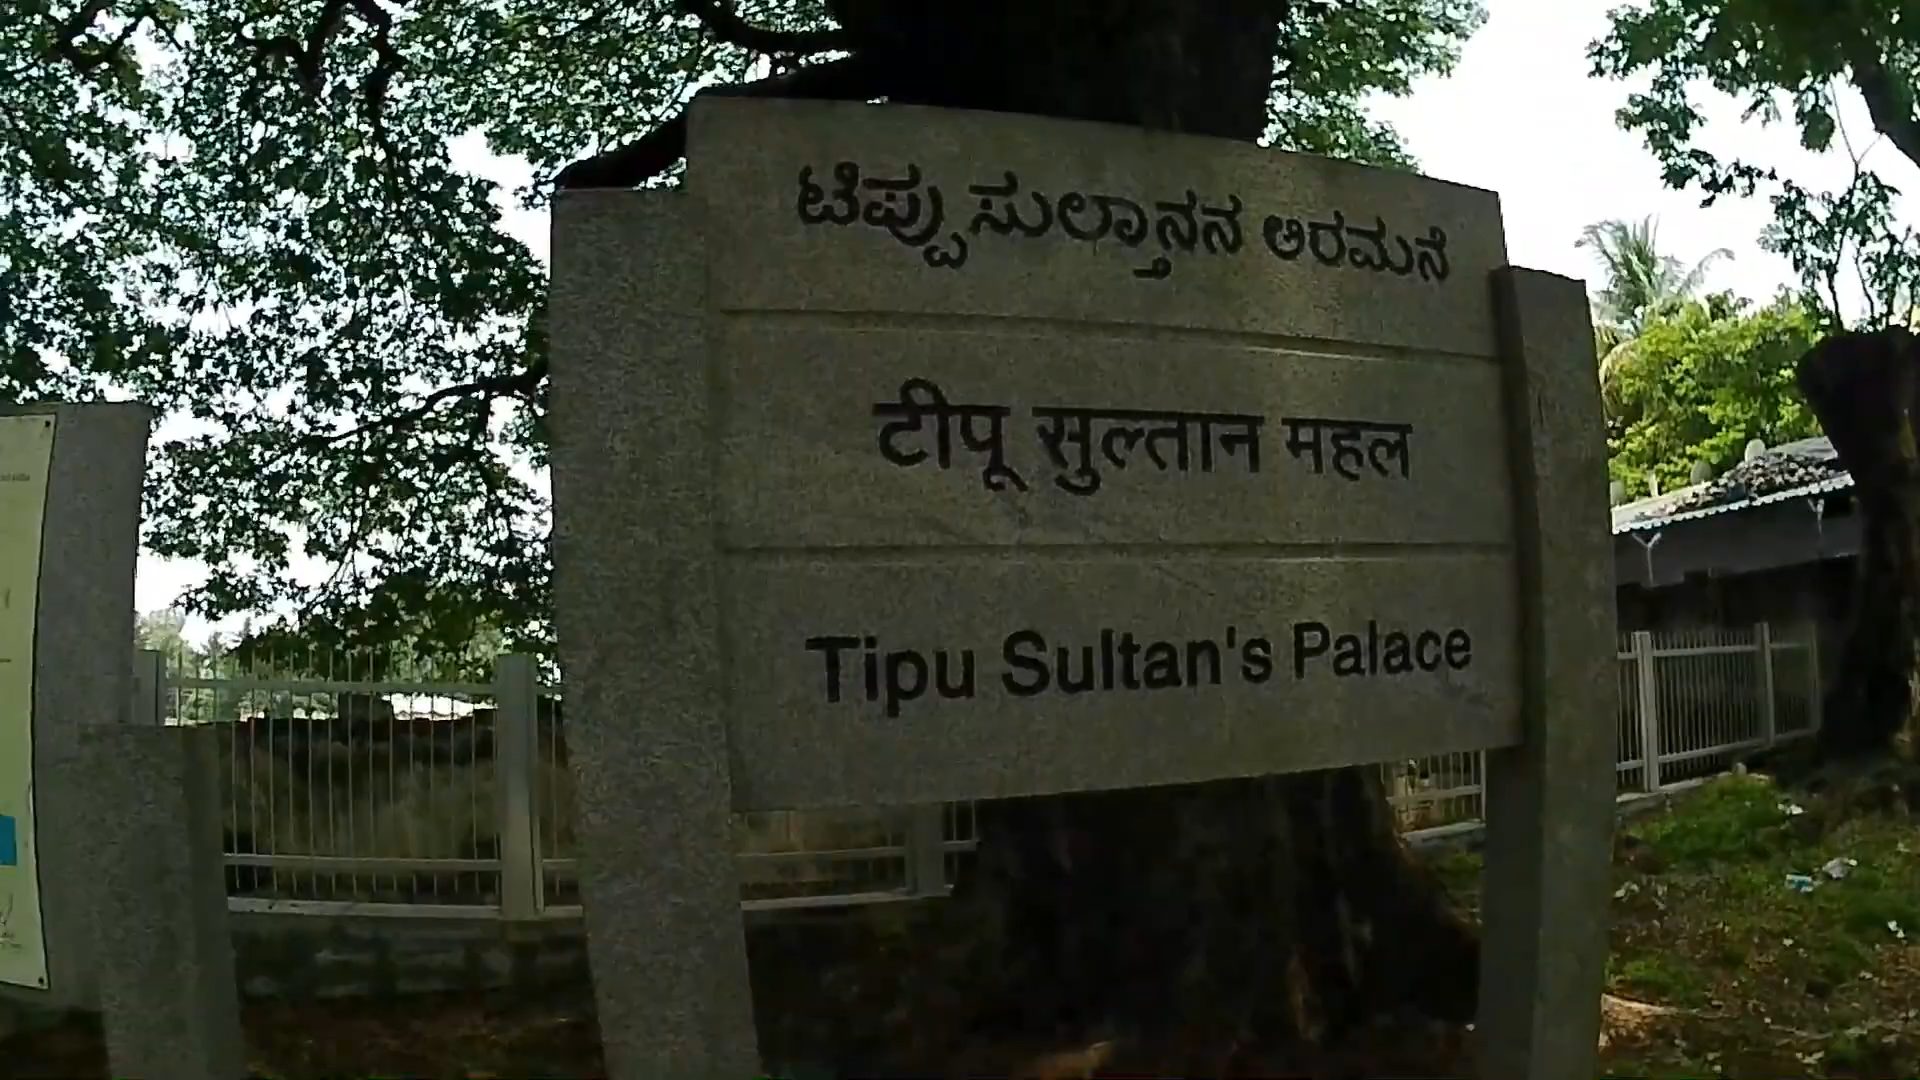 ಟಿಪ್ಪು ಸುಲ್ತಾನನ ಅರಮನೆ
टीपू सुल्तान महल
Tipu Sultan's Palace